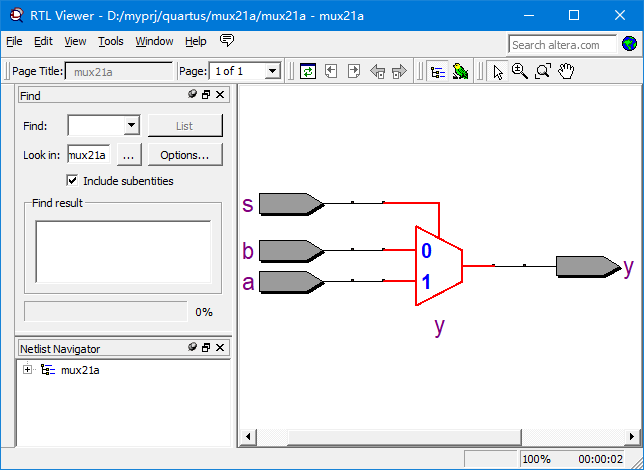 RTL Viewer - D:/myprj/quartus/mux21a/mux21a - mux21a
File Edit View Tools Window Help
Search altera.com
Page Title: mux21a Page: 1 of 1
Find
Find: List
Look in: mux21a ... Options...
Include subentities
Find result
0%
Netlist Navigator
mux21a
s
b 0
a 1
y
y
100% 00:00:02